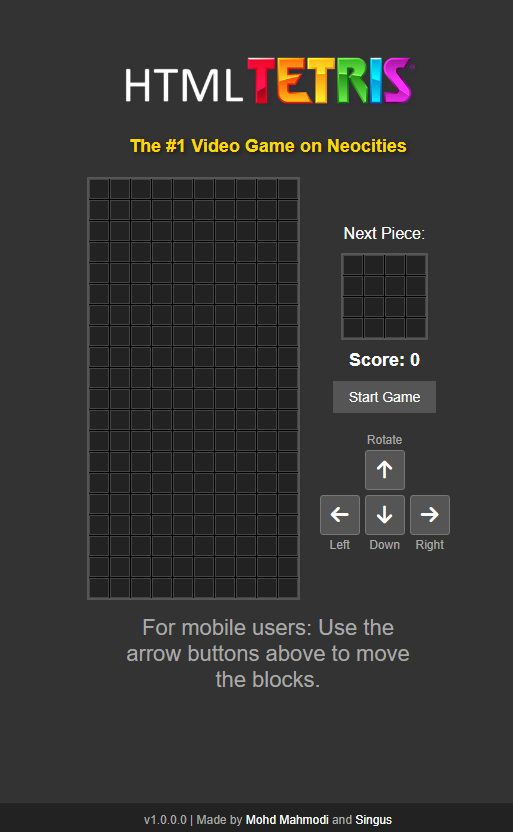 HTML TETRIS™
The #1 Video Game on Neocities
Next Piece:
Score: 0
Start Game
Rotate
Left Down Right
For mobile users: Use the
arrow buttons above to move
the blocks.
v1.0.0.0 | Made by Mohd Mahmodi and Singus